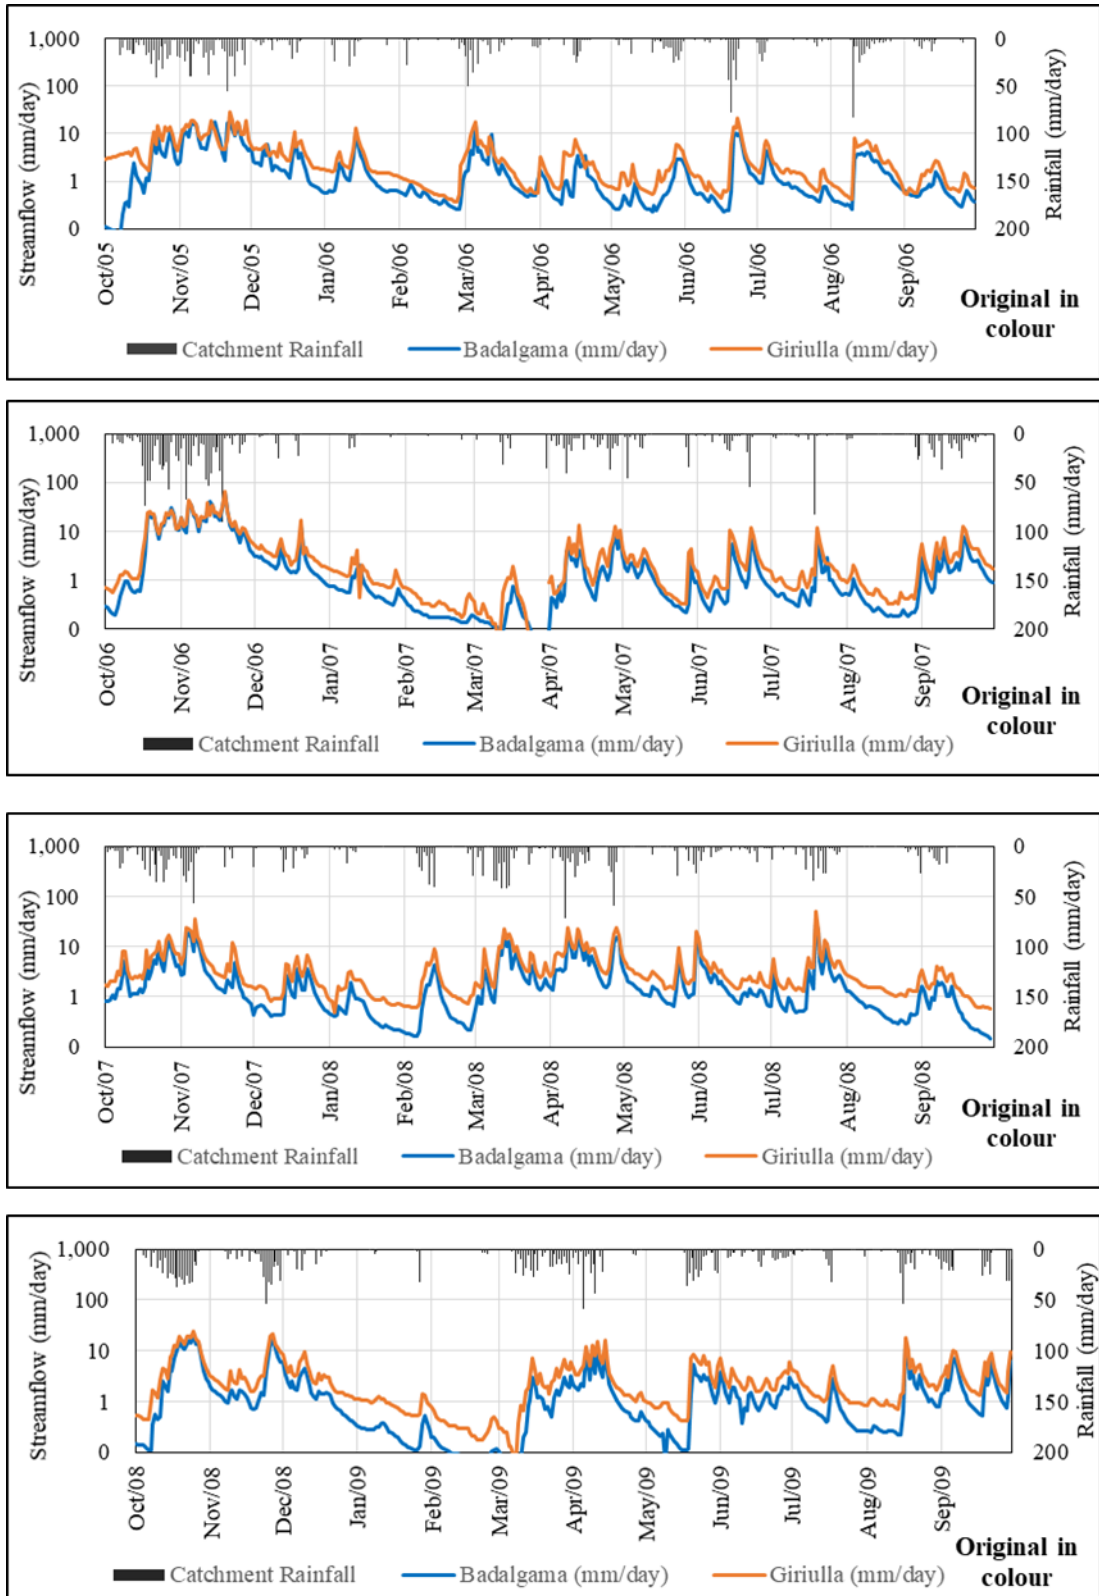 1,000
100
10
1
0
Streamflow (mm/day)
0
50
100
150
200
Rainfall (mm/day)
Oct/05
Nov/05
Dec/05
Jan/06
Feb/06
Mar/06
Apr/06
May/06
Jun/06
Jul/06
Aug/06
Sep/06
Original in
colour
Catchment Rainfall Badalgama (mm/day) Giriulla (mm/day)
1,000
100
10
1
0
Streamflow (mm/day)
0
50
100
150
200
Rainfall (mm/day)
Oct/06
Nov/06
Dec/06
Jan/07
Feb/07
Mar/07
Apr/07
May/07
Jun/07
Jul/07
Aug/07
Sep/07
Original in
colour
Catchment Rainfall Badalgama (mm/day) Giriulla (mm/day)
1,000
100
10
1
0
Streamflow (mm/day)
0
50
100
150
200
Rainfall (mm/day)
Oct/07
Nov/07
Dec/07
Jan/08
Feb/08
Mar/08
Apr/08
May/08
Jun/08
Jul/08
Aug/08
Sep/08
Original in
colour
Catchment Rainfall Badalgama (mm/day) Giriulla (mm/day)
1,000
100
10
1
0
Streamflow (mm/day)
0
50
100
150
200
Rainfall (mm/day)
Oct/08
Nov/08
Dec/08
Jan/09
Feb/09
Mar/09
Apr/09
May/09
Jun/09
Jul/09
Aug/09
Sep/09
Original in
colour
Catchment Rainfall Badalgama (mm/day) Giriulla (mm/day)